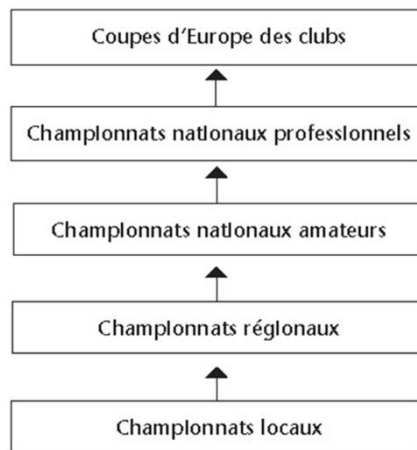 Coupes d'Europe des clubs
Championnats nationaux professionnels
Championnats nationaux amateurs
Championnats régionaux
Championnats locaux